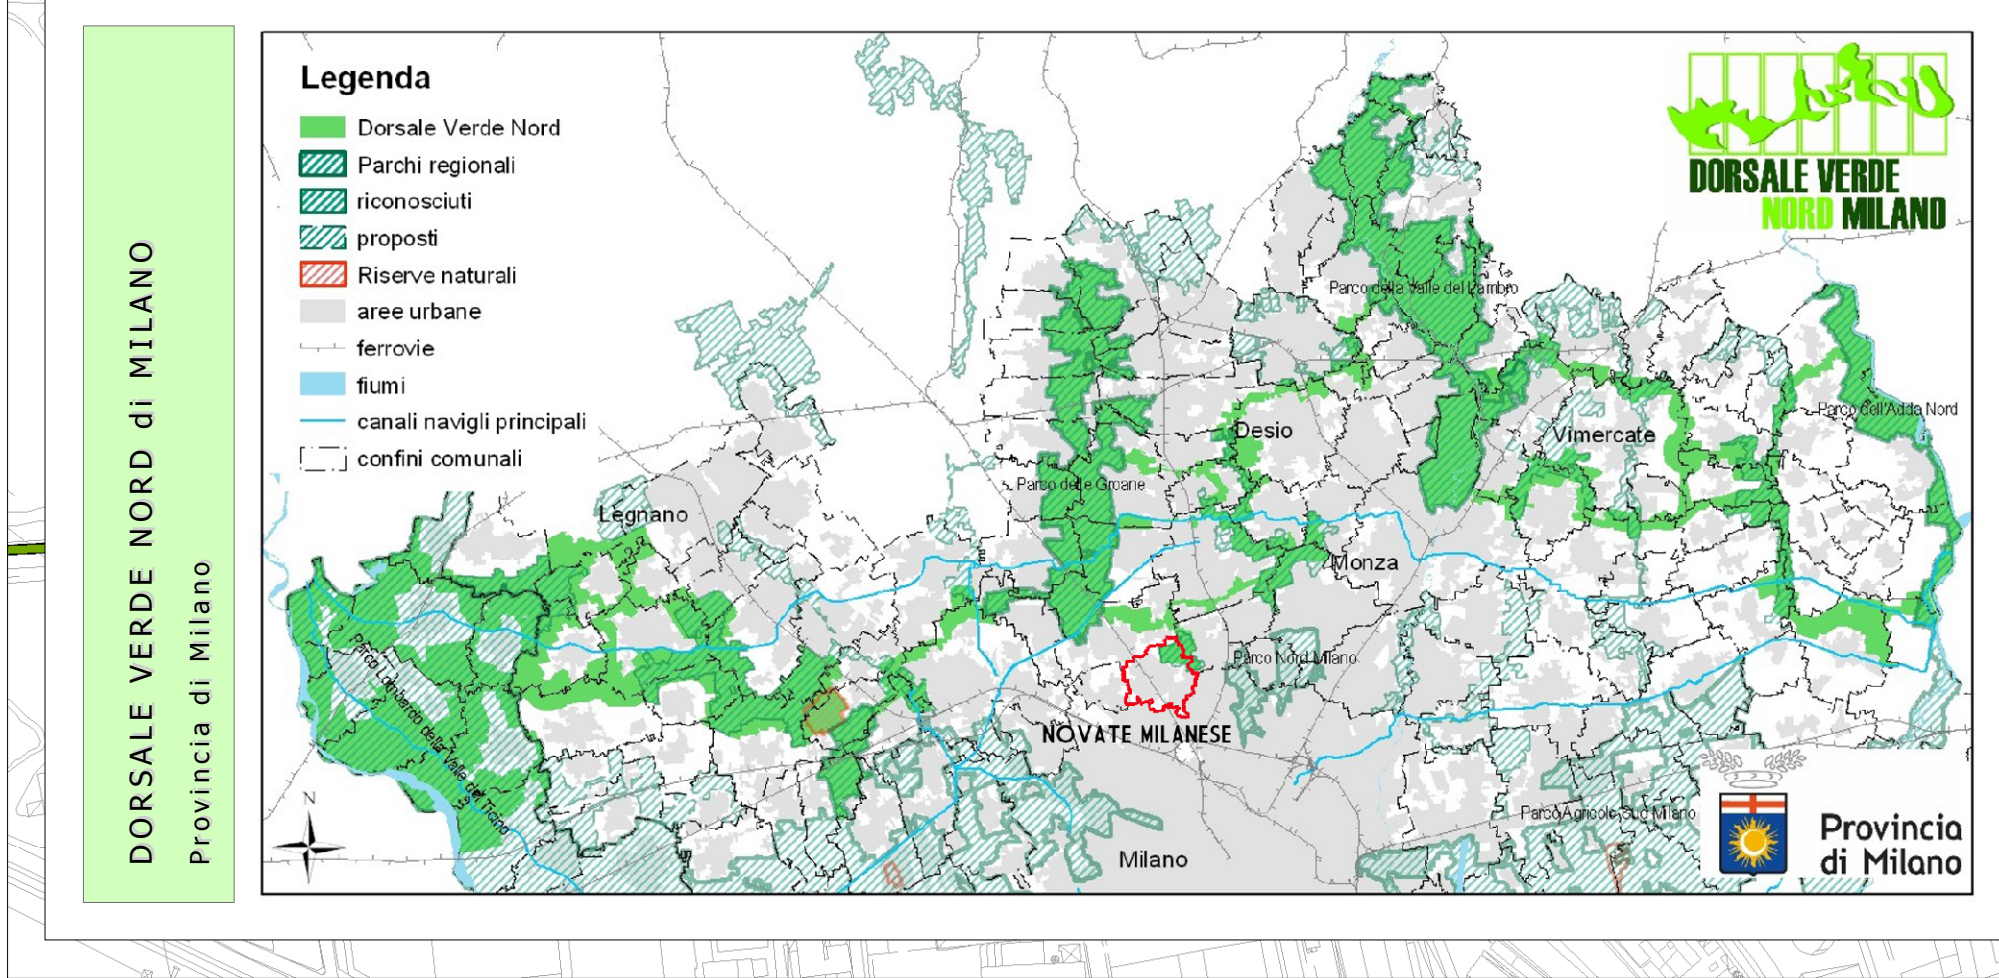 DORSALE VERDE NORD di MILANO
Provincia di Milano
Legenda
Dorsale Verde Nord
Parchi regionali
riconosciuti
proposti
Riserve naturali
aree urbane
ferrovie
fiumi
canali navigli principali
confini comunali
DORSALE VERDE
NORD MILANO
Parco della Valle del Lambro
Parco dell'Adda Nord
Desio
Vimercate
Parco delle Groane
Legnano
Monza
Parco Lombardo della Valle del Ticino
Parco Nord Milano
NOVATE MILANESE
N
Parco Agricolo Sud Milano
Milano
Provincia
di Milano